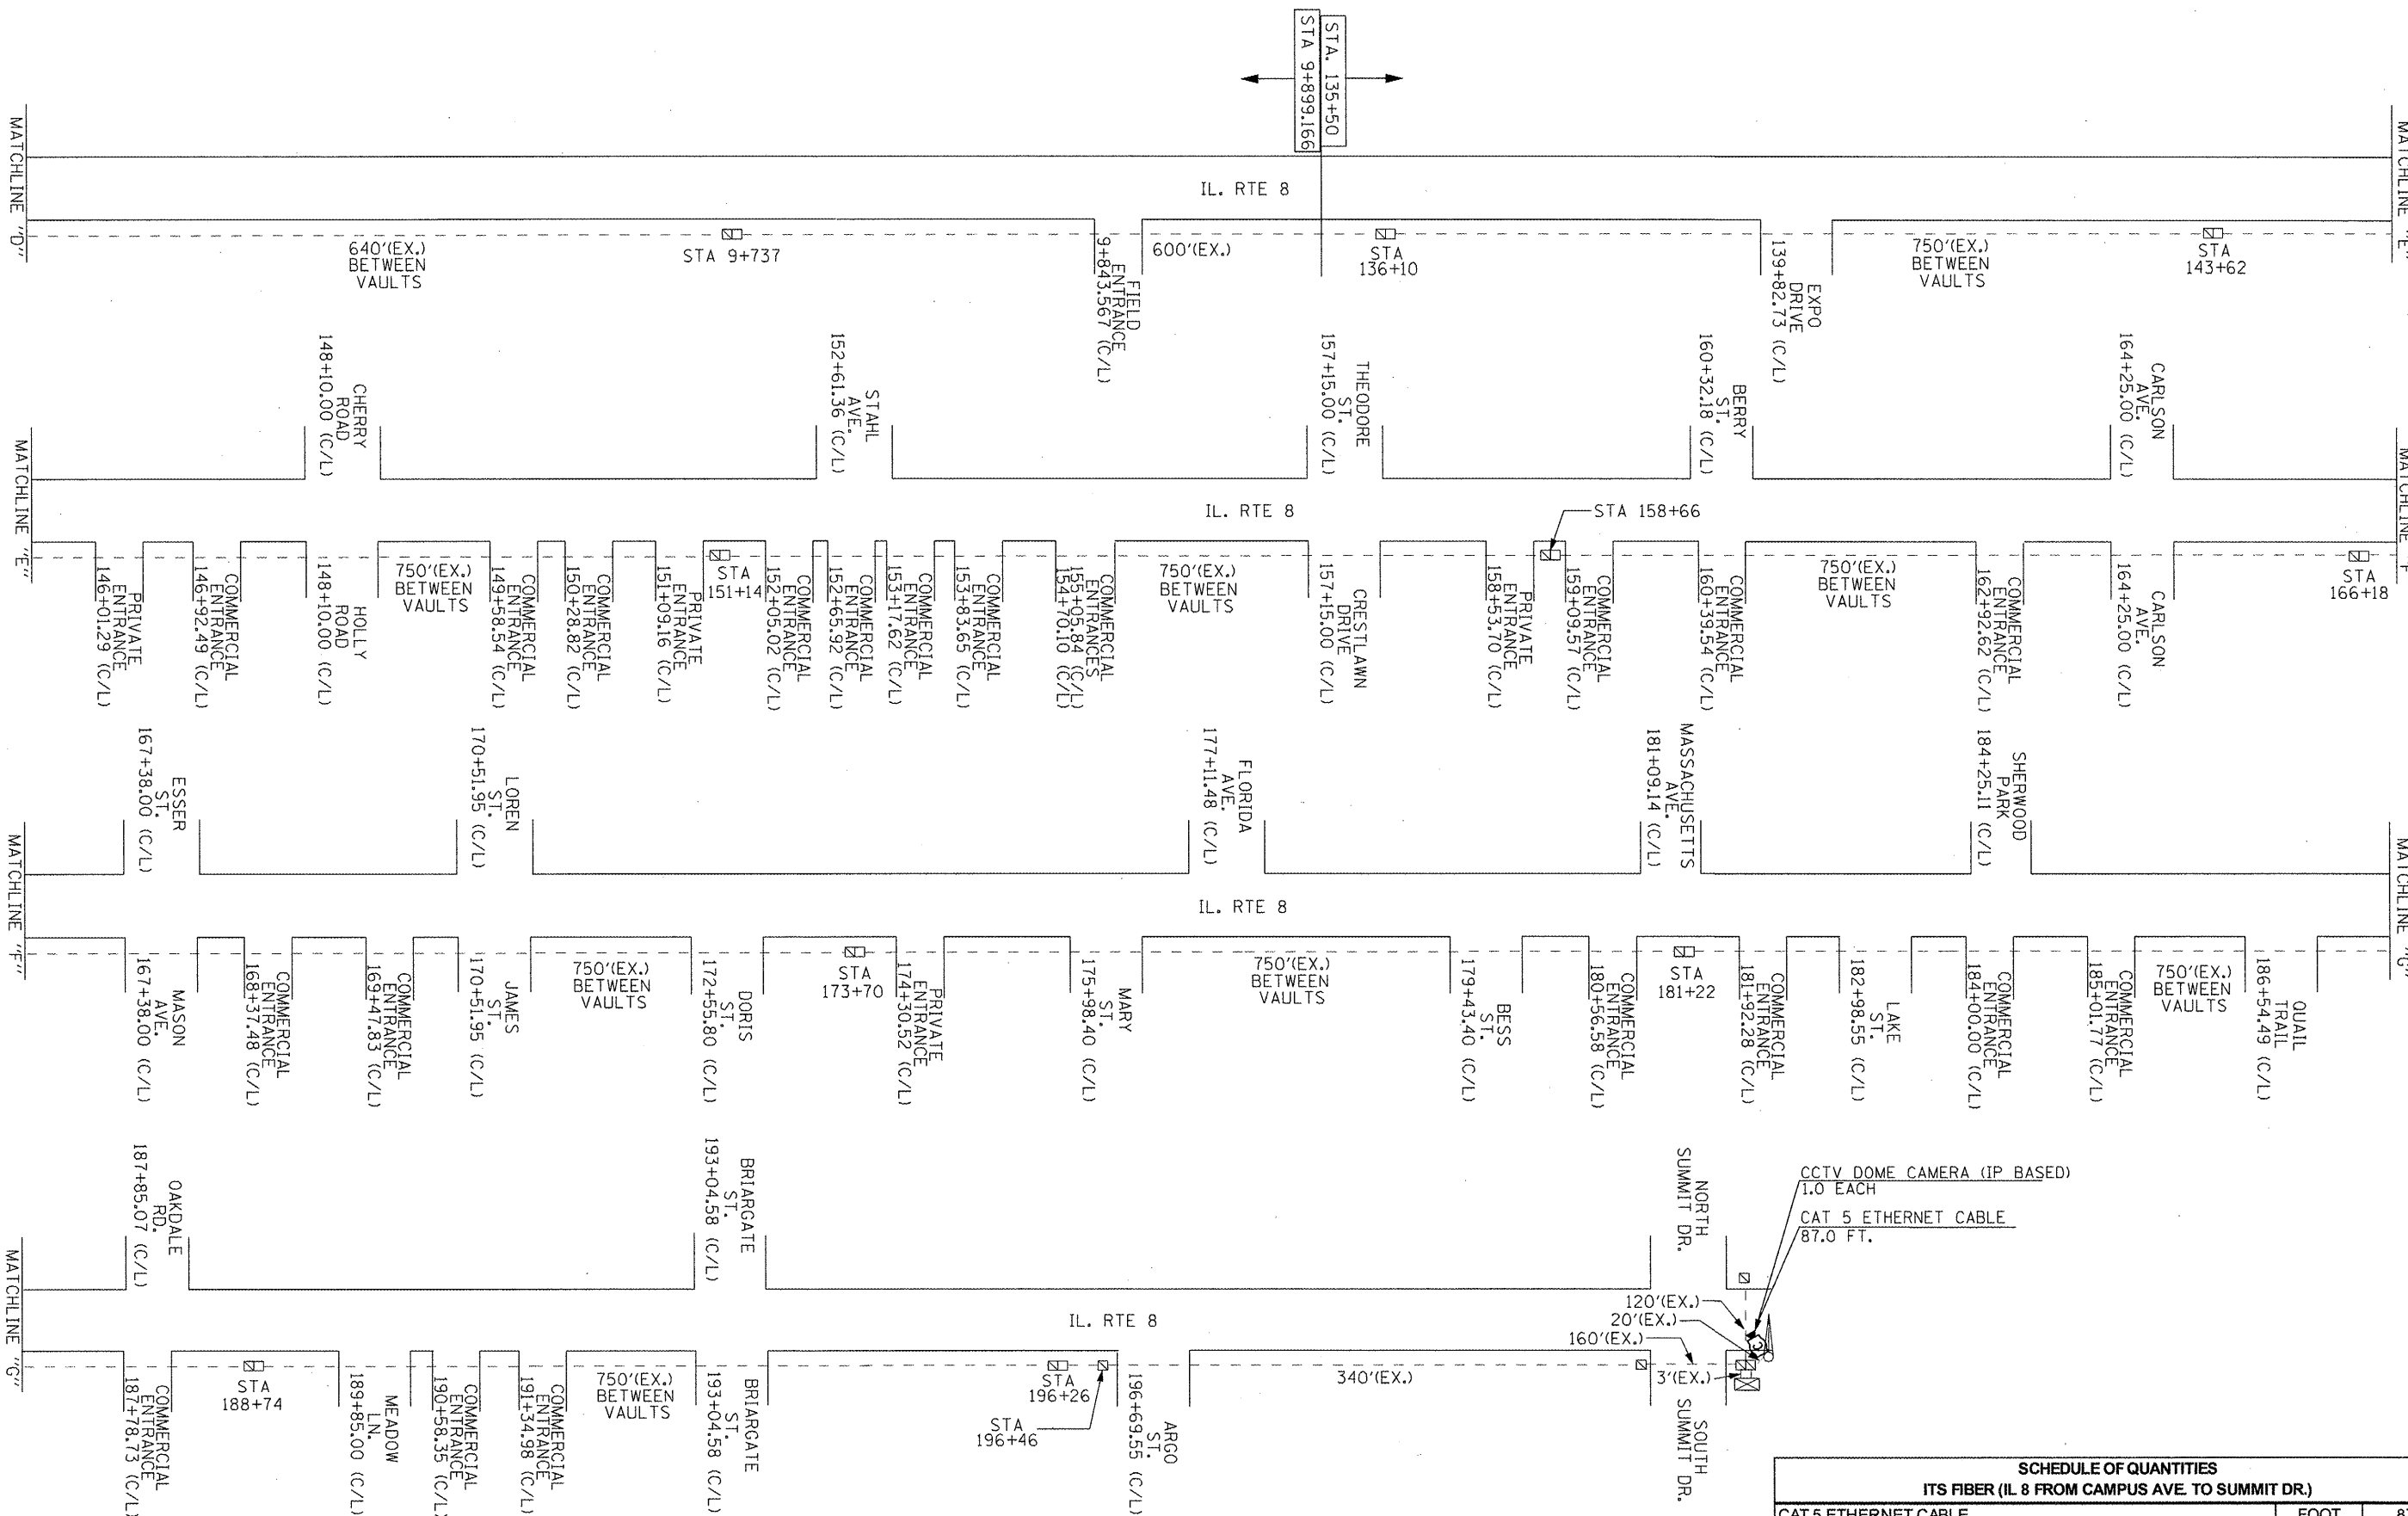 STA. 135+50
STA 9+899.166
MATCHLINE "D"
MATCHLINE "E"
IL. RTE 8
640'(EX.)
BETWEEN
VAULTS
STA 9+737
FIELD
ENTRANCE
9+843.567 (C/L)
600'(EX.)
STA
136+10
EXPO
DRIVE
139+82.73 (C/L)
750'(EX.)
BETWEEN
VAULTS
STA
143+62
CHERRY
ROAD
148+10.00 (C/L)
STAHL
AVE.
152+61.36 (C/L)
THEODORE
ST.
157+15.00 (C/L)
BERRY
ST.
160+32.18 (C/L)
CARLSON
AVE.
164+25.00 (C/L)
MATCHLINE "E"
MATCHLINE "F"
IL. RTE 8
STA 158+66
PRIVATE
ENTRANCE
146+01.29 (C/L)
COMMERCIAL
ENTRANCE
146+92.49 (C/L)
HOLLY
ROAD
148+10.00 (C/L)
750'(EX.)
BETWEEN
VAULTS
COMMERCIAL
ENTRANCE
149+58.54 (C/L)
COMMERCIAL
ENTRANCE
150+28.82 (C/L)
PRIVATE
ENTRANCE
151+09.16 (C/L)
STA
151+14
COMMERCIAL
ENTRANCE
152+05.02 (C/L)
COMMERCIAL
ENTRANCE
152+65.92 (C/L)
COMMERCIAL
ENTRANCE
153+17.62 (C/L)
COMMERCIAL
ENTRANCE
153+83.65 (C/L)
COMMERCIAL
ENTRANCES
155+05.84 (C/L)
154+70.10 (C/L)
750'(EX.)
BETWEEN
VAULTS
CRESTLAWN
DRIVE
157+15.00 (C/L)
PRIVATE
ENTRANCE
158+53.70 (C/L)
COMMERCIAL
ENTRANCE
159+09.57 (C/L)
COMMERCIAL
ENTRANCE
160+39.54 (C/L)
750'(EX.)
BETWEEN
VAULTS
COMMERCIAL
ENTRANCE
162+92.62 (C/L)
CARLSON
AVE.
164+25.00 (C/L)
STA
166+18
ESSER
ST.
167+38.00 (C/L)
LOREN
ST.
170+51.95 (C/L)
FLORIDA
AVE.
177+11.48 (C/L)
MASSACHUSETTS
AVE.
181+09.14 (C/L)
SHERWOOD
PARK
184+25.11 (C/L)
MATCHLINE "F"
MATCHLINE "G"
IL. RTE 8
MASON
AVE.
167+38.00 (C/L)
COMMERCIAL
ENTRANCE
168+37.48 (C/L)
COMMERCIAL
ENTRANCE
169+47.83 (C/L)
JAMES
ST.
170+51.95 (C/L)
750'(EX.)
BETWEEN
VAULTS
DORIS
ST.
172+55.80 (C/L)
STA
173+70
PRIVATE
ENTRANCE
174+30.52 (C/L)
MARY
ST.
175+98.40 (C/L)
750'(EX.)
BETWEEN
VAULTS
BESS
ST.
179+43.40 (C/L)
COMMERCIAL
ENTRANCE
180+56.58 (C/L)
STA
181+22
COMMERCIAL
ENTRANCE
181+92.28 (C/L)
LAKE
ST.
182+98.55 (C/L)
COMMERCIAL
ENTRANCE
184+00.00 (C/L)
COMMERCIAL
ENTRANCE
185+01.77 (C/L)
750'(EX.)
BETWEEN
VAULTS
QUAIL
TRAIL
186+54.49 (C/L)
OAKDALE
RD.
187+85.07 (C/L)
BRIARGATE
ST.
193+04.58 (C/L)
NORTH
SUMMIT DR.
CCTV DOME CAMERA (IP BASED)
1.0 EACH
CAT 5 ETHERNET CABLE
87.0 FT.
MATCHLINE "G"
IL. RTE 8
120'(EX.)
20'(EX.)
160'(EX.)
C
340'(EX.)
3'(EX.)
COMMERCIAL
ENTRANCE
187+78.73 (C/L)
STA
188+74
MEADOW
LN.
189+85.00 (C/L)
COMMERCIAL
ENTRANCE
190+58.35 (C/L)
COMMERCIAL
ENTRANCE
191+34.98 (C/L)
750'(EX.)
BETWEEN
VAULTS
BRIARGATE
ST.
193+04.58 (C/L)
STA
196+26
STA
196+46
ARGO
ST.
196+69.55 (C/L)
SOUTH
SUMMIT DR.
SCHEDULE OF QUANTITIES
ITS FIBER (IL 8 FROM CAMPUS AVE. TO SUMMIT DR.)
CAT 5 ETHERNET CABLE FOOT 87